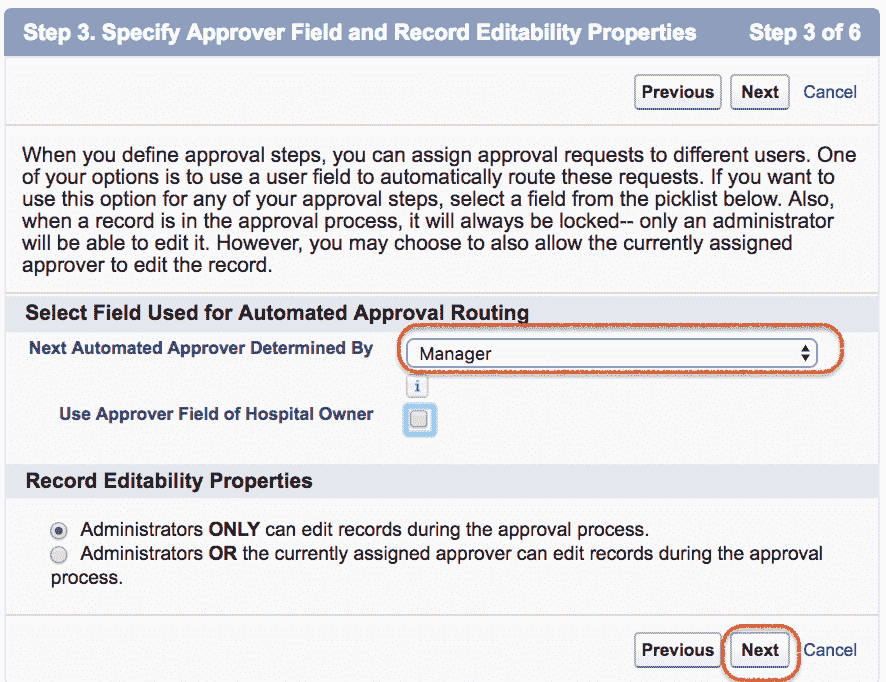 Step 3. Specify Approver Field and Record Editability Properties Step 3 of 6
Previous Next Cancel
When you define approval steps, you can assign approval requests to different users. One
of your options is to use a user field to automatically route these requests. If you want to
use this option for any of your approval steps, select a field from the picklist below. Also,
when a record is in the approval process, it will always be locked-- only an administrator
will be able to edit it. However, you may choose to also allow the currently assigned
approver to edit the record.
Select Field Used for Automated Approval Routing
Next Automated Approver Determined By Manager
i
Use Approver Field of Hospital Owner
Record Editability Properties
Administrators ONLY can edit records during the approval process.
Administrators OR the currently assigned approver can edit records during the approval
process.
Previous Next Cancel